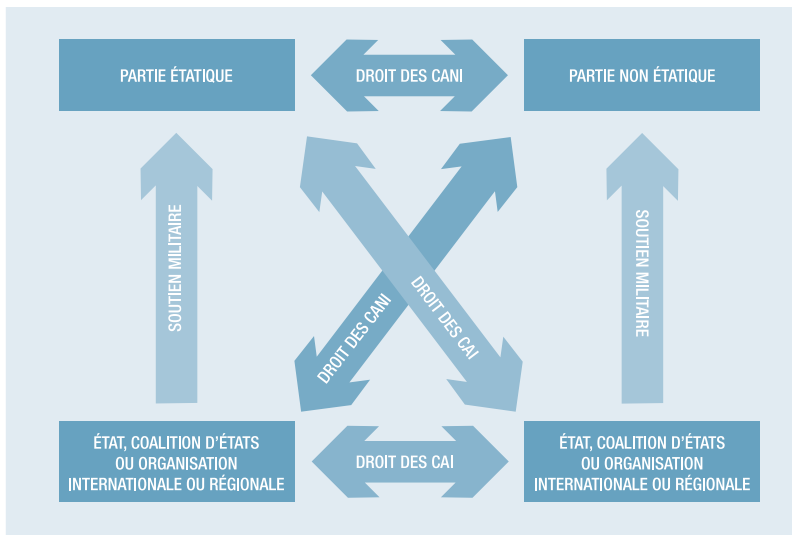 PARTIE ÉTATIQUE
DROIT DES CANI
PARTIE NON ÉTATIQUE
SOUTIEN MILITAIRE
DROIT DES CANI
DROIT DES CAI
SOUTIEN MILITAIRE
ÉTAT, COALITION D'ÉTATS
OU ORGANISATION
INTERNATIONALE OU RÉGIONALE
DROIT DES CAI
ÉTAT, COALITION D'ÉTATS
OU ORGANISATION
INTERNATIONALE OU RÉGIONALE